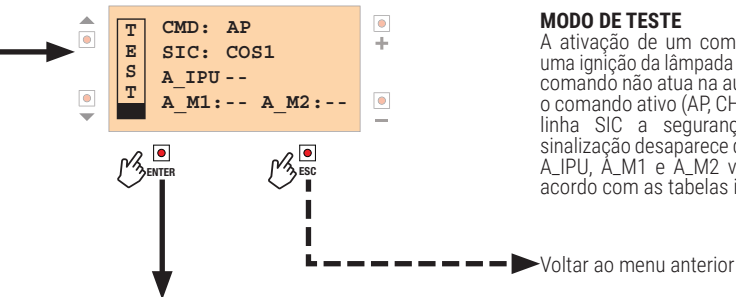 TEST
CMD: AP
SIC: COS1
A_IPU --
A_M1:-- A_M2:--
+
−
ENTER
ESC
MODO DE TESTE
A ativação de um com
uma ignição da lâmpada
comando não atua na au
o comando ativo (AP, CH
linha SIC a seguranç
sinalização desaparece
A_IPU, A_M1 e A_M2 v
acordo com as tabelas
Voltar ao menu anterior